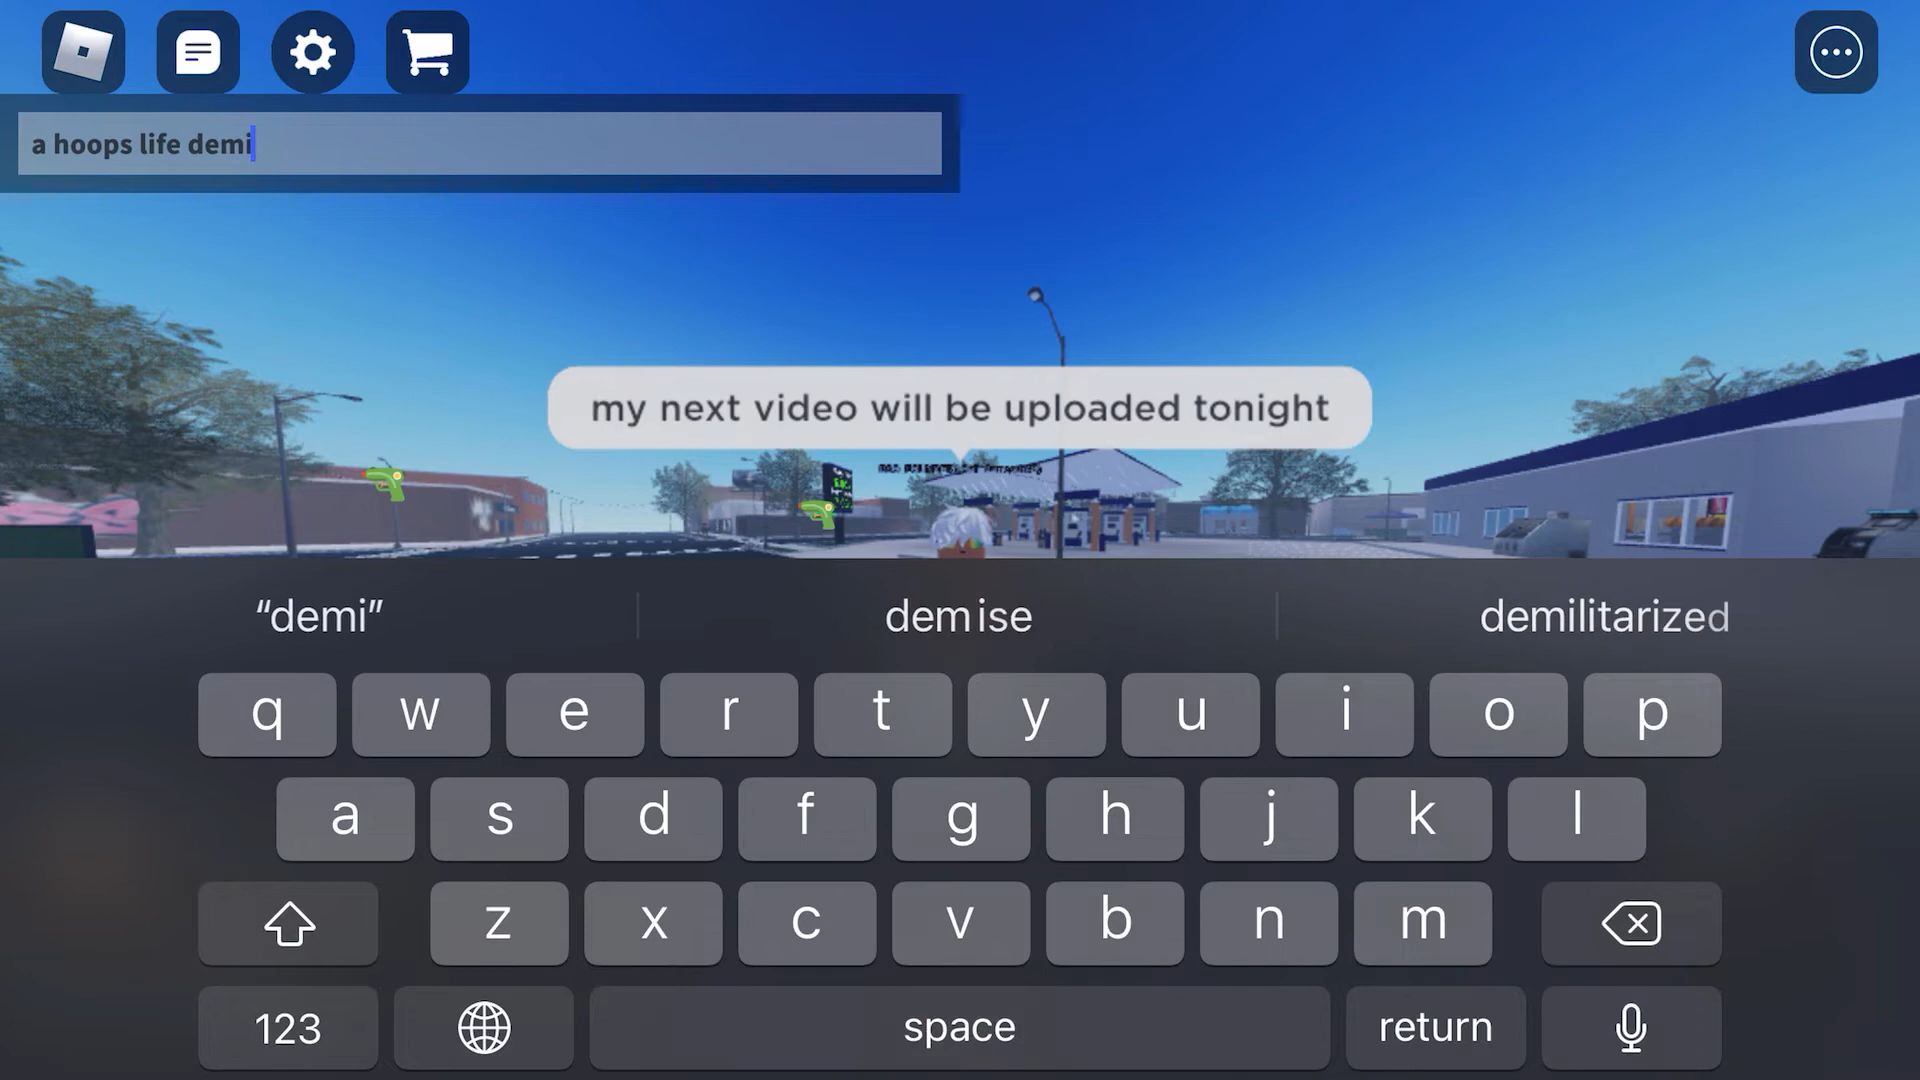 a hoops life demi
my next video will be uploaded tonight
“demi” demise demilitarized
q w e r t y u i o p
a s d f g h j k l
z x c v b n m
123 space return